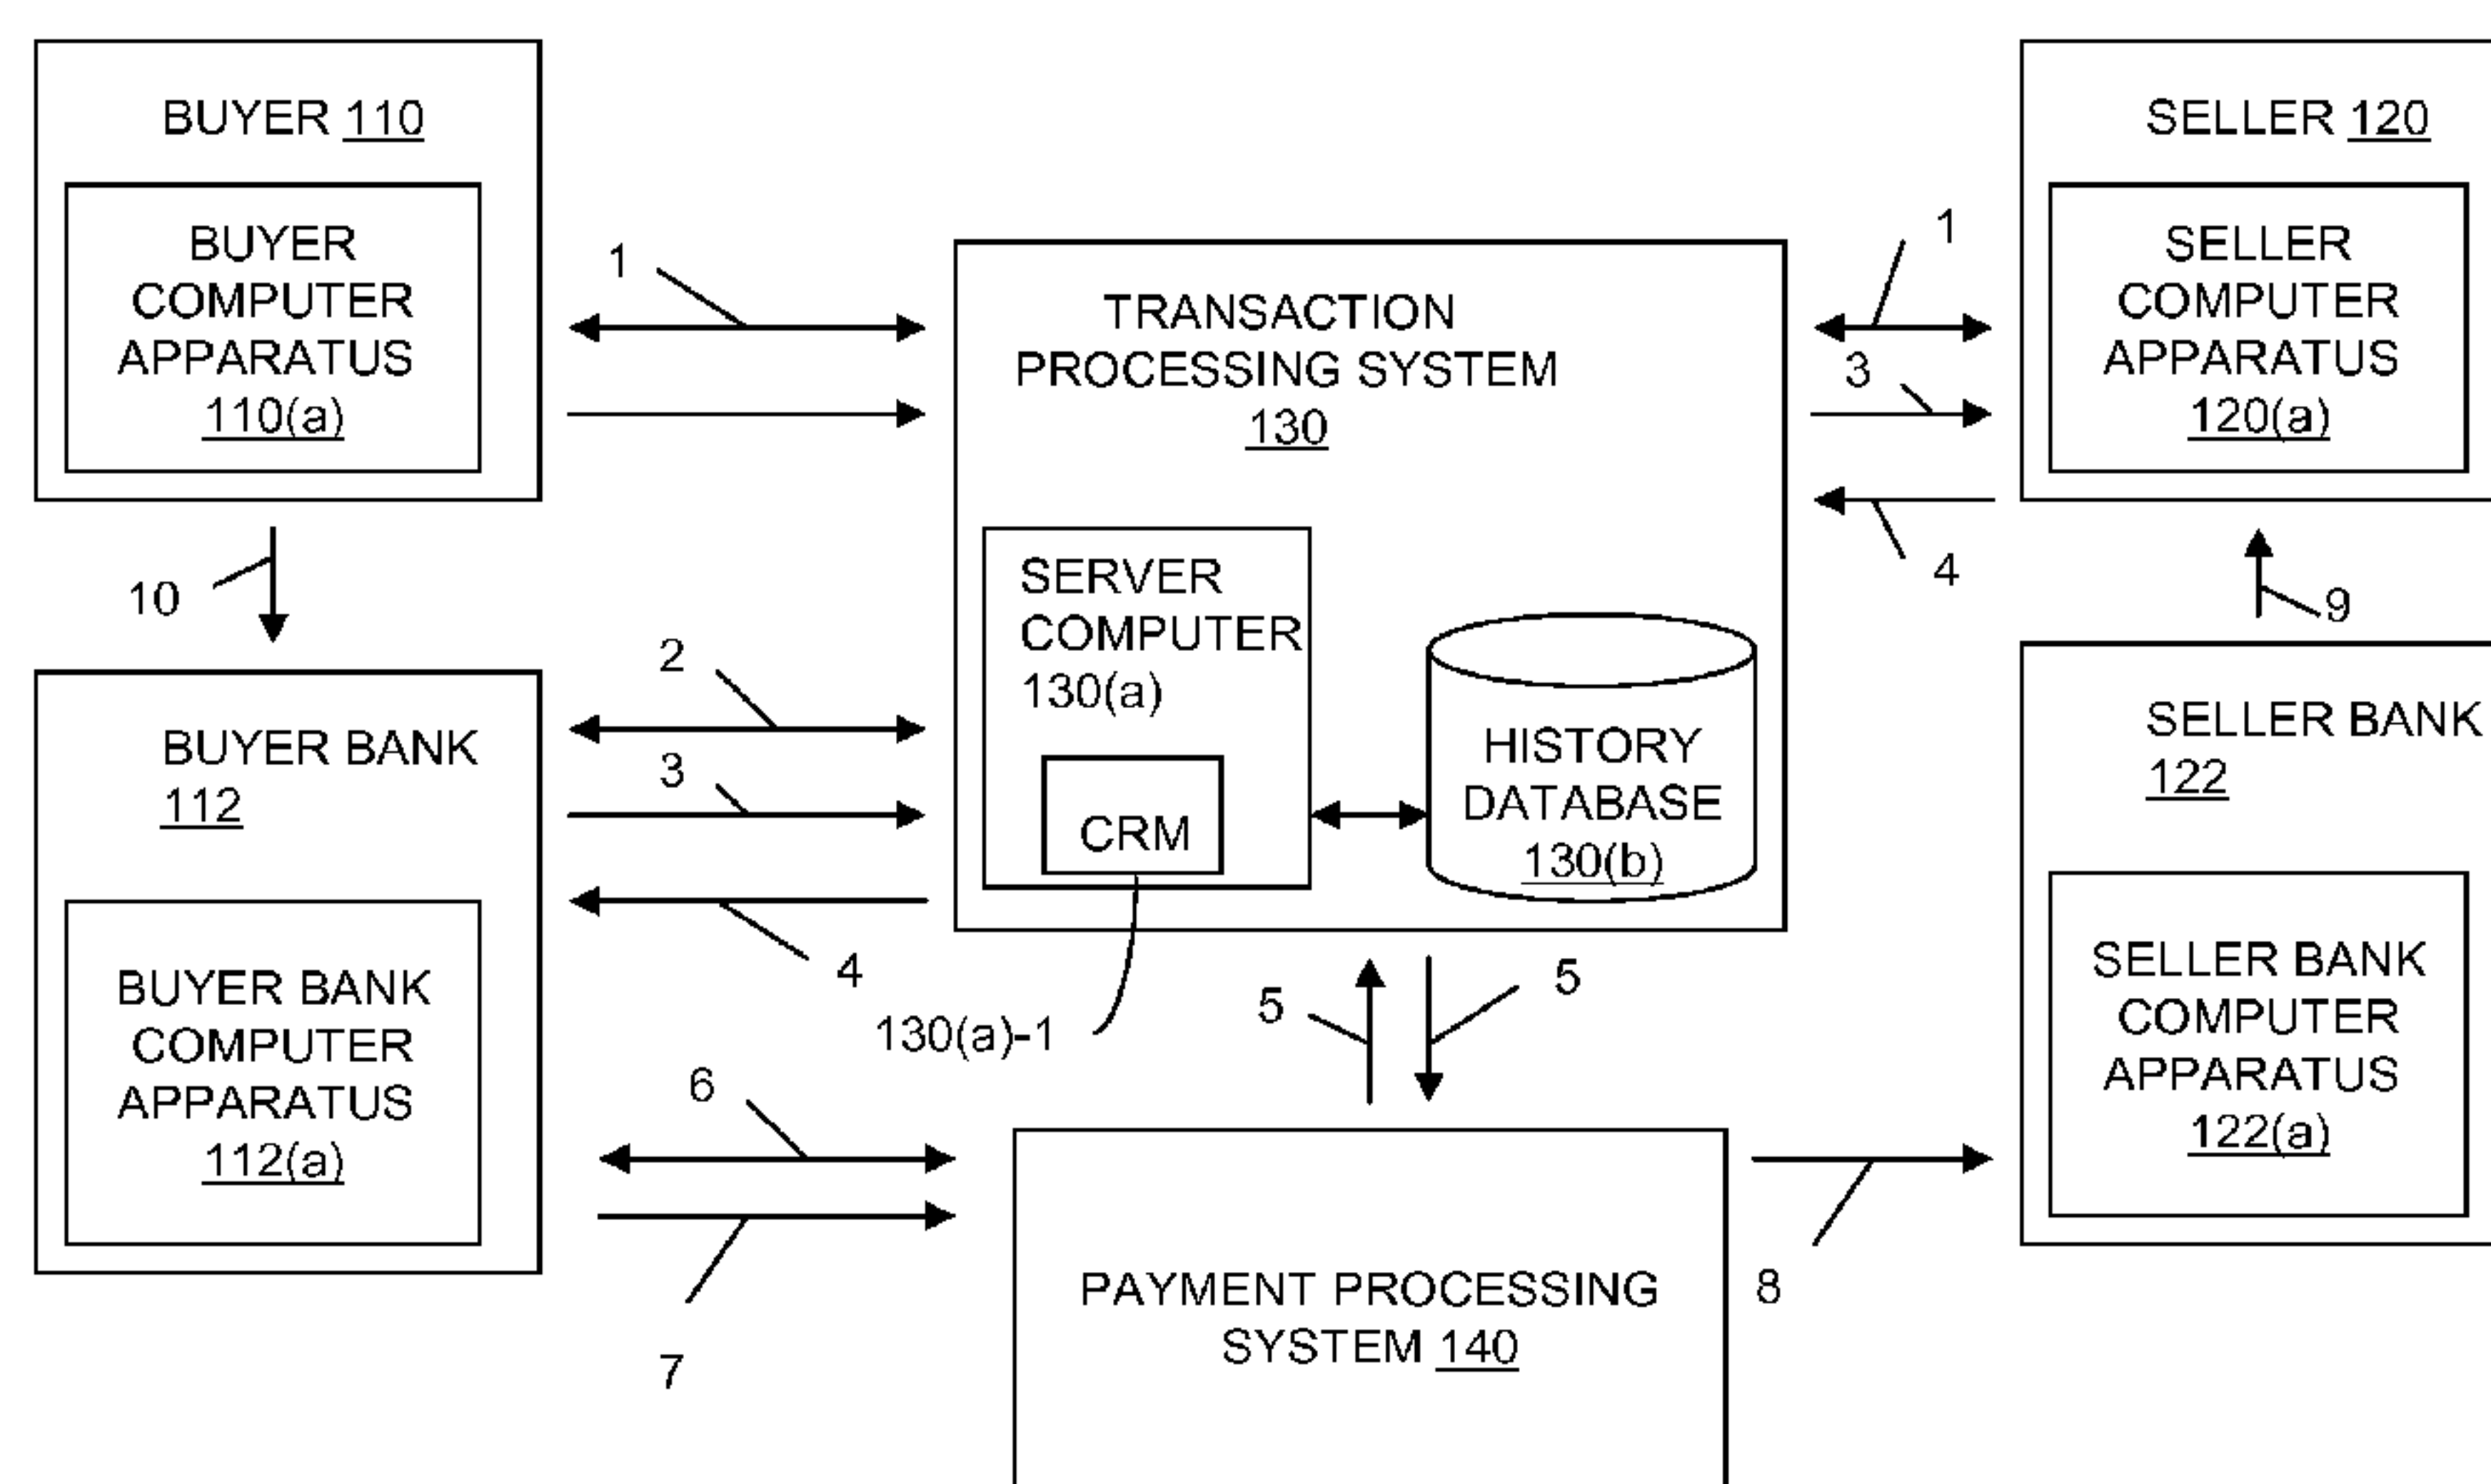 BUYER 110
BUYER
COMPUTER
APPARATUS
110(a)
1
TRANSACTION
PROCESSING SYSTEM
130
SERVER
COMPUTER
130(a)
CRM
HISTORY
DATABASE
130(b)
130(a)-1
1
3
4
SELLER 120
SELLER
COMPUTER
APPARATUS
120(a)
10
9
BUYER BANK
112
BUYER BANK
COMPUTER
APPARATUS
112(a)
2
3
4
5
5
6
7
PAYMENT PROCESSING
SYSTEM 140
8
SELLER BANK
122
SELLER BANK
COMPUTER
APPARATUS
122(a)